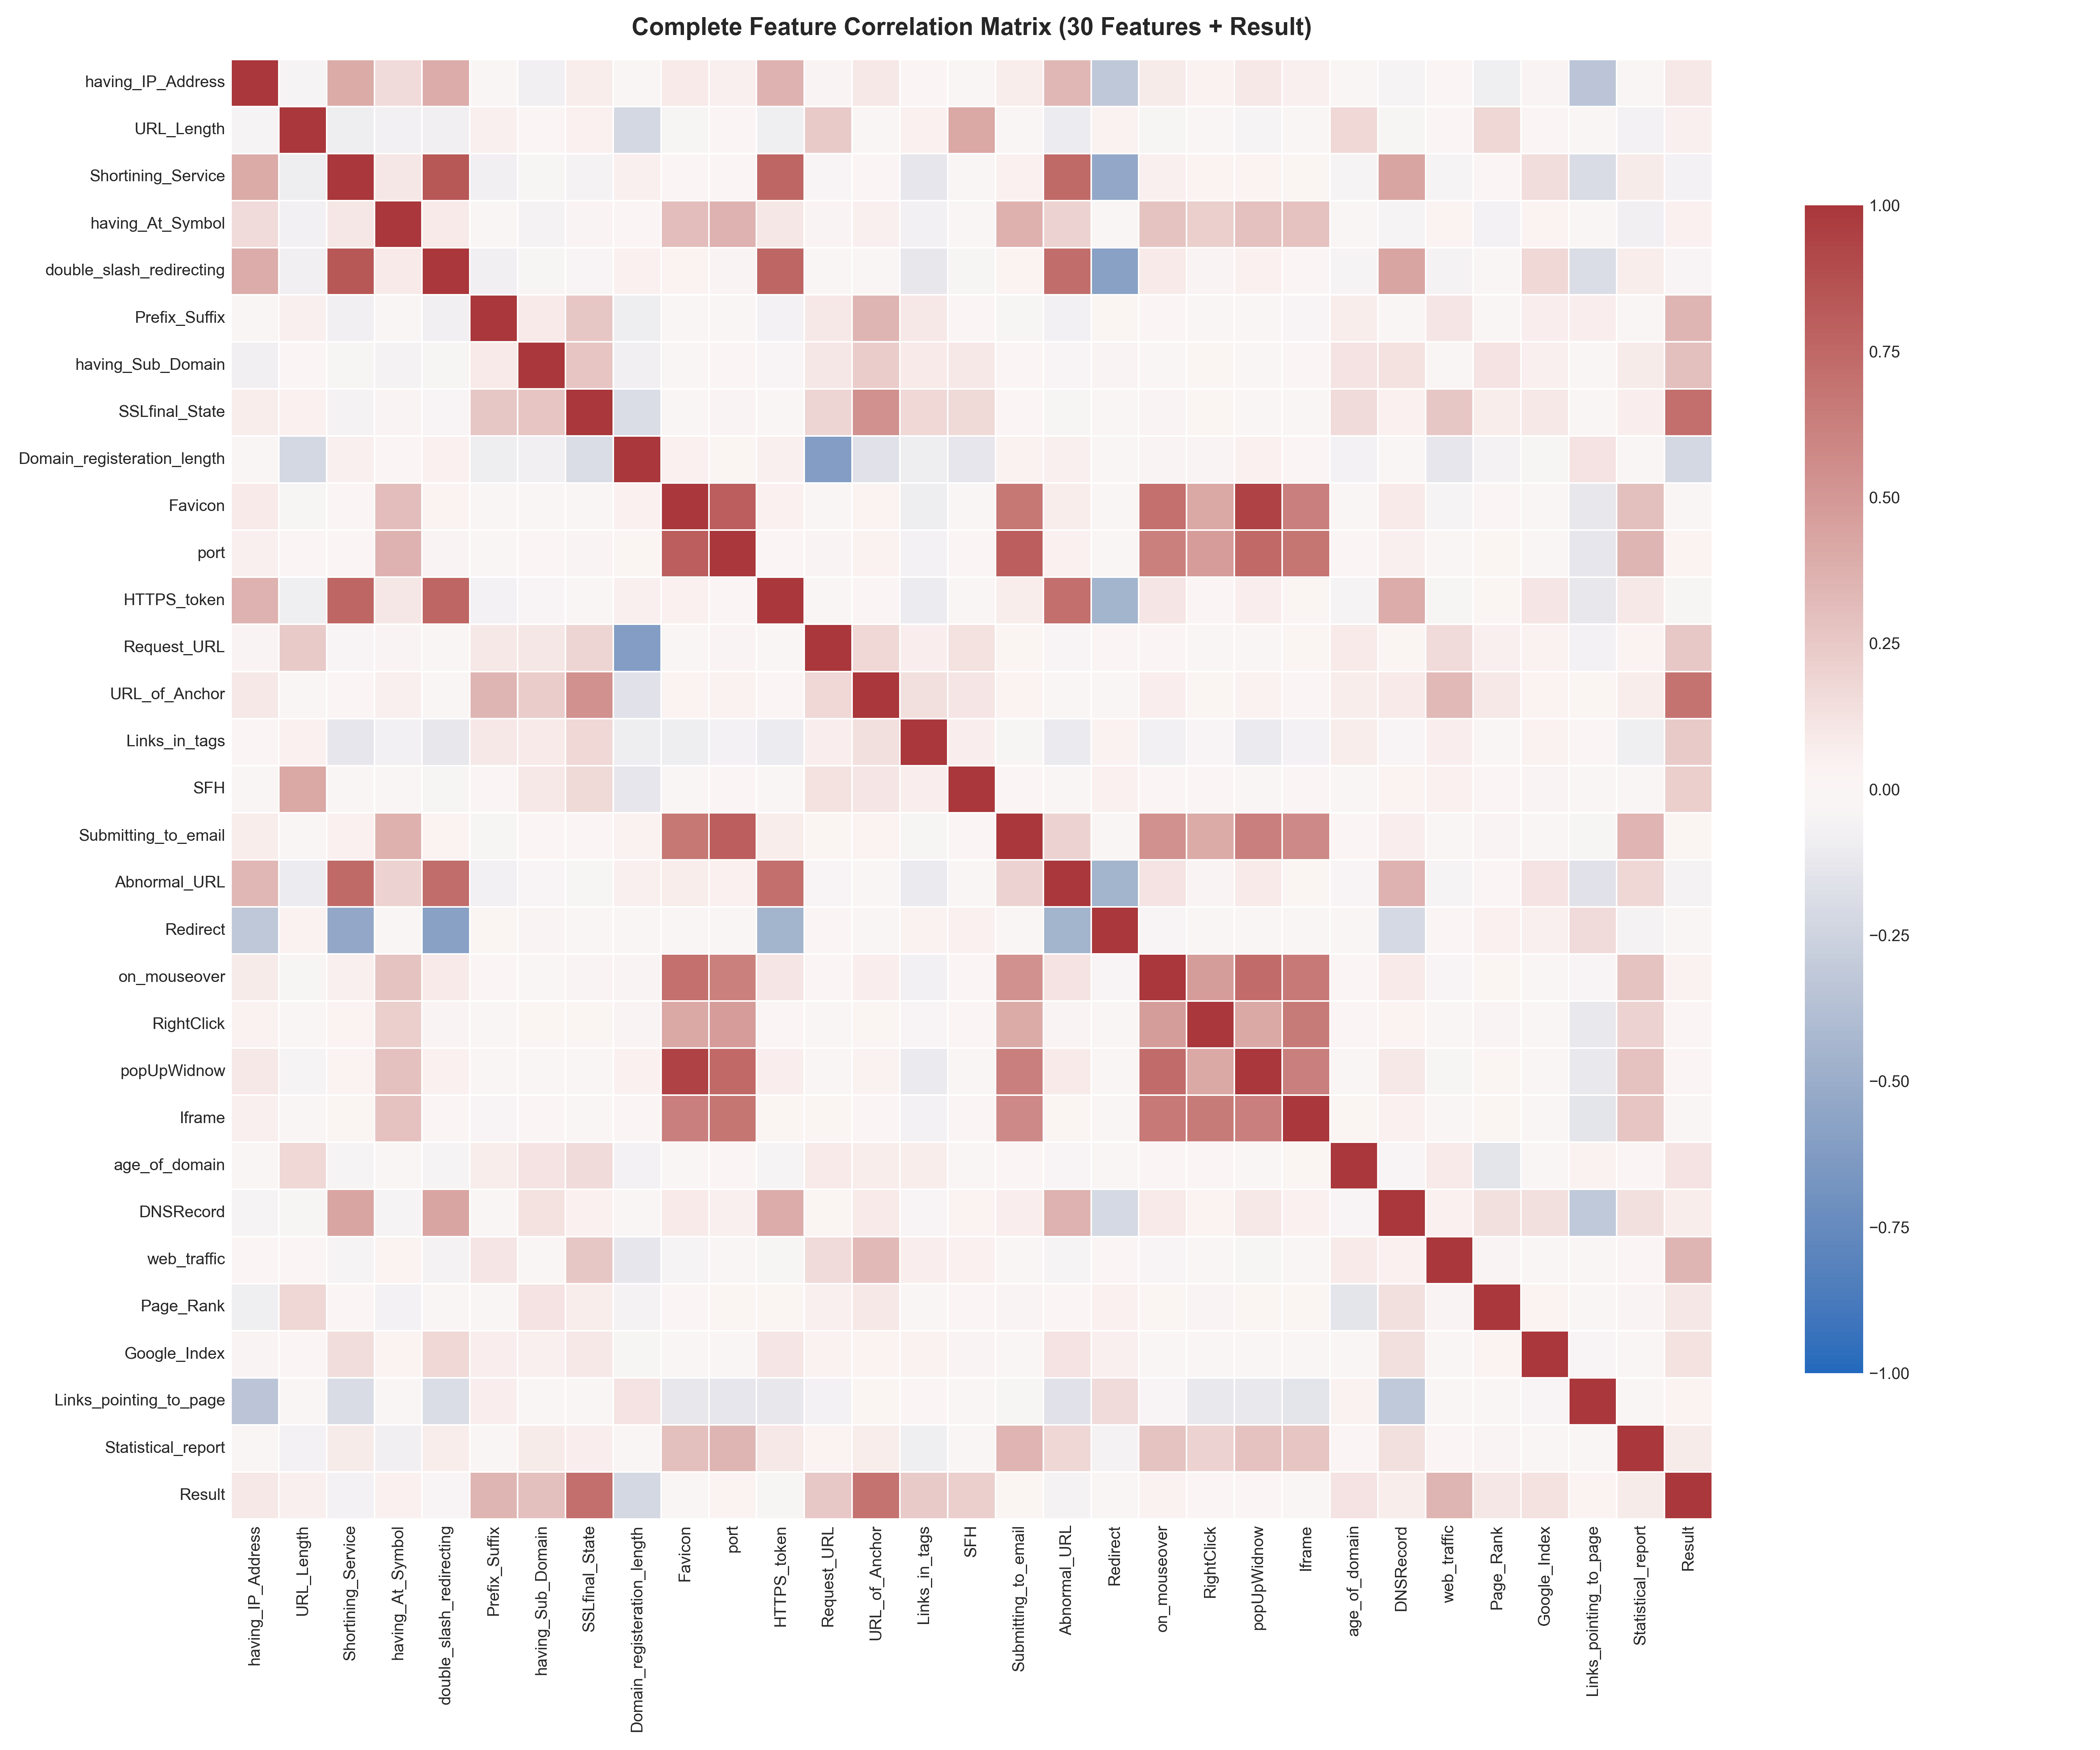 Complete Feature Correlation Matrix (30 Features + Result)
having_IP_Address
URL_Length
Shortining_Service
having_At_Symbol
double_slash_redirecting
Prefix_Suffix
having_Sub_Domain
SSLfinal_State
Domain_registeration_length
Favicon
port
HTTPS_token
Request_URL
URL_of_Anchor
Links_in_tags
SFH
Submitting_to_email
Abnormal_URL
Redirect
on_mouseover
RightClick
popUpWidnow
Iframe
age_of_domain
DNSRecord
web_traffic
Page_Rank
Google_Index
Links_pointing_to_page
Statistical_report
Result
having_IP_Address
URL_Length
Shortining_Service
having_At_Symbol
double_slash_redirecting
Prefix_Suffix
having_Sub_Domain
SSLfinal_State
Domain_registeration_length
Favicon
port
HTTPS_token
Request_URL
URL_of_Anchor
Links_in_tags
SFH
Submitting_to_email
Abnormal_URL
Redirect
on_mouseover
RightClick
popUpWidnow
Iframe
age_of_domain
DNSRecord
web_traffic
Page_Rank
Google_Index
Links_pointing_to_page
Statistical_report
Result
1.00
0.75
0.50
0.25
0.00
−0.25
−0.50
−0.75
−1.00